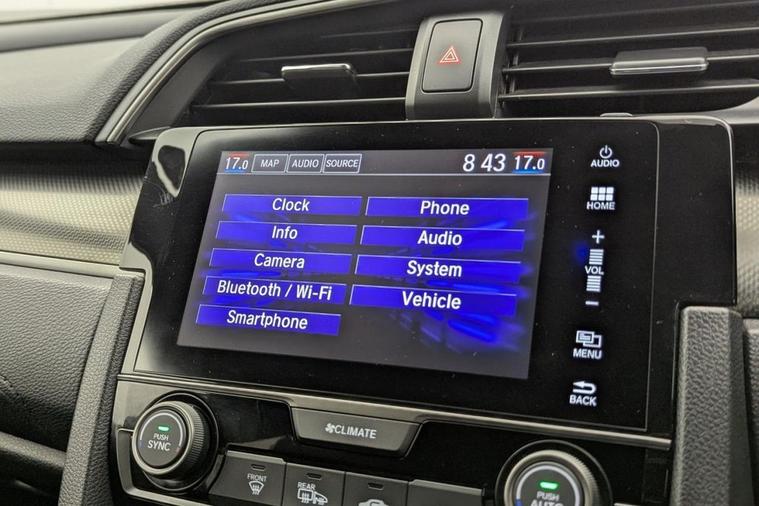 17.0 MAP AUDIO SOURCE 8 43 17.0
Clock
Info
Camera
Bluetooth / Wi-Fi
Smartphone
Phone
Audio
System
Vehicle
AUDIO
HOME
+
VOL
−
MENU
BACK
CLIMATE
PUSH
SYNC
FRONT
REAR
PUSH
AUTO